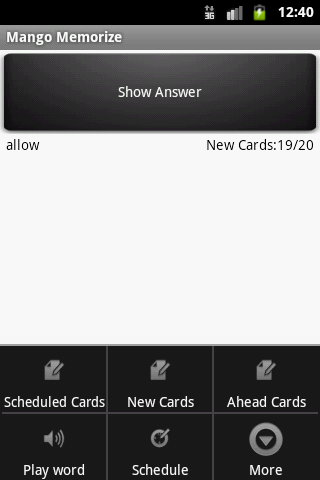 3G 12:40
Mango Memorize
Show Answer
allow New Cards:19/20
Scheduled Cards New Cards Ahead Cards
Play word Schedule More